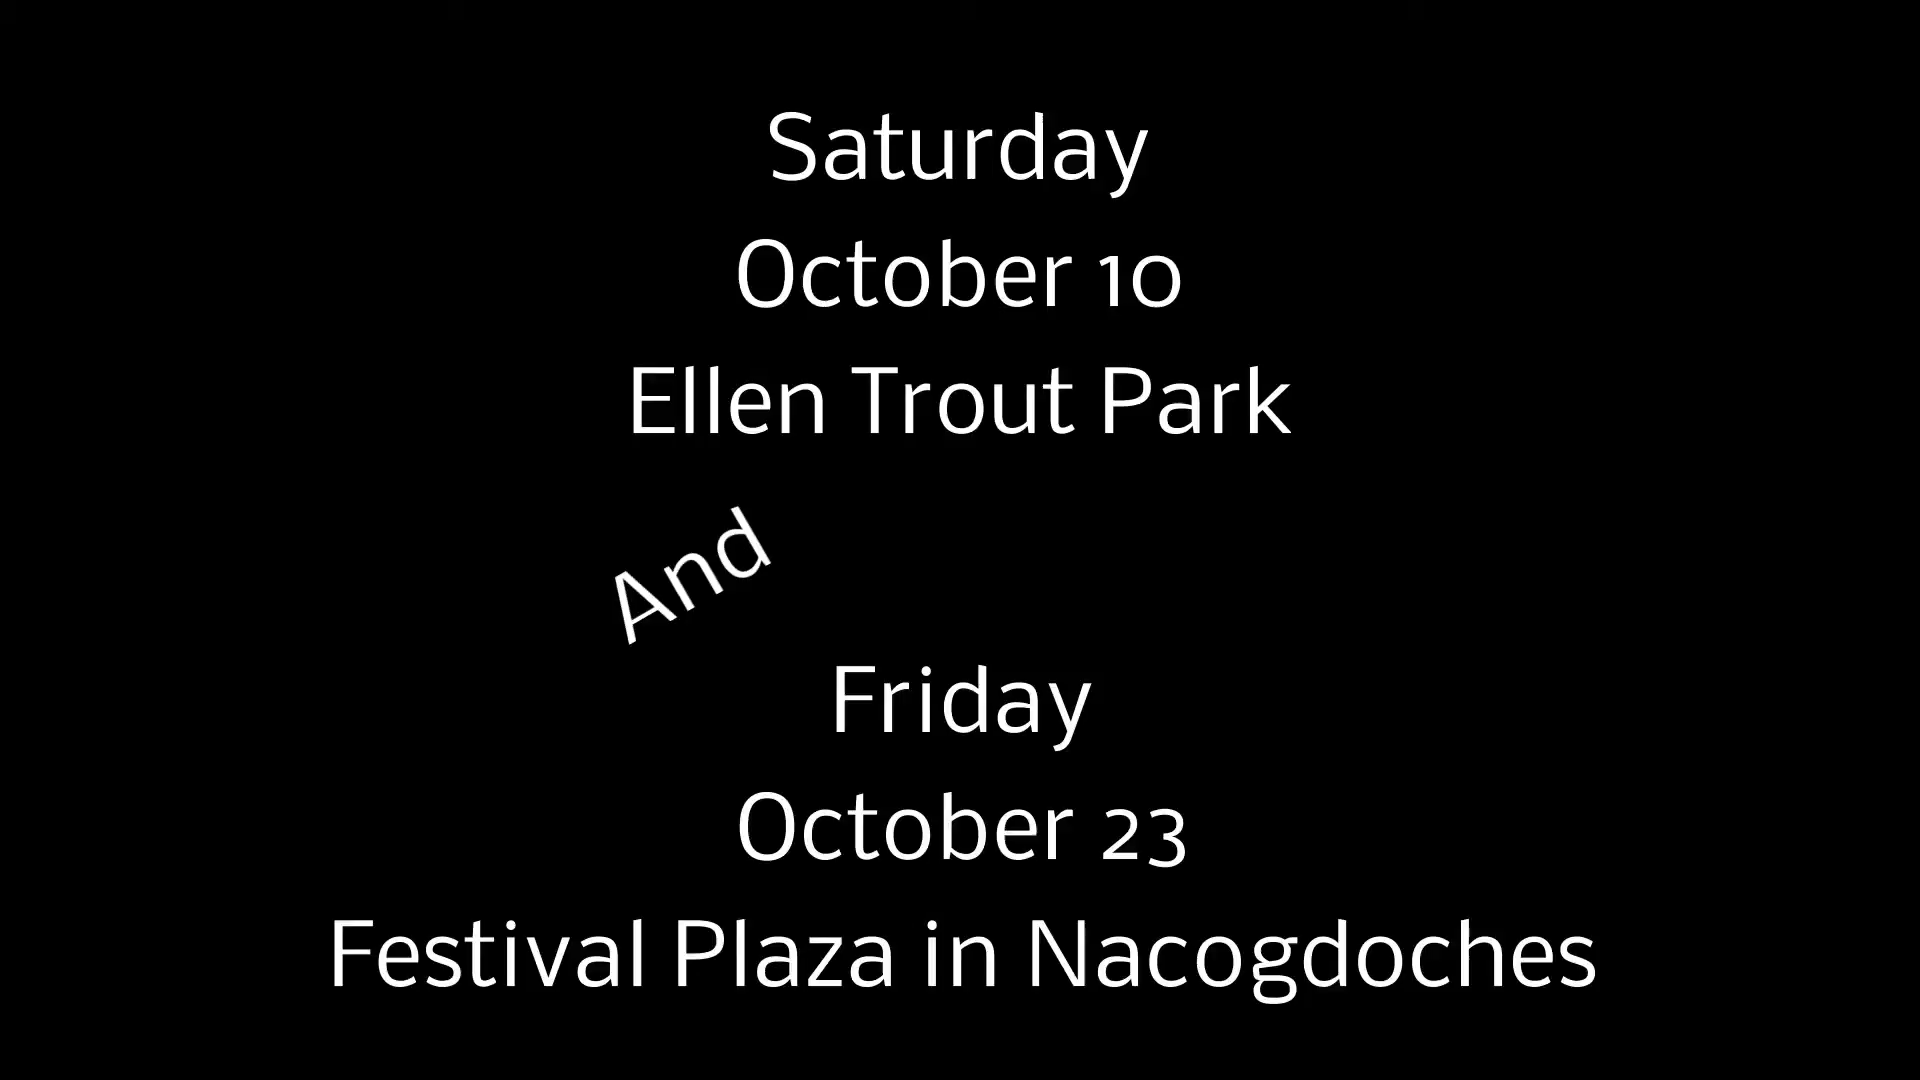 Saturday
October 10
Ellen Trout Park
And
Friday
October 23
Festival Plaza in Nacogdoches